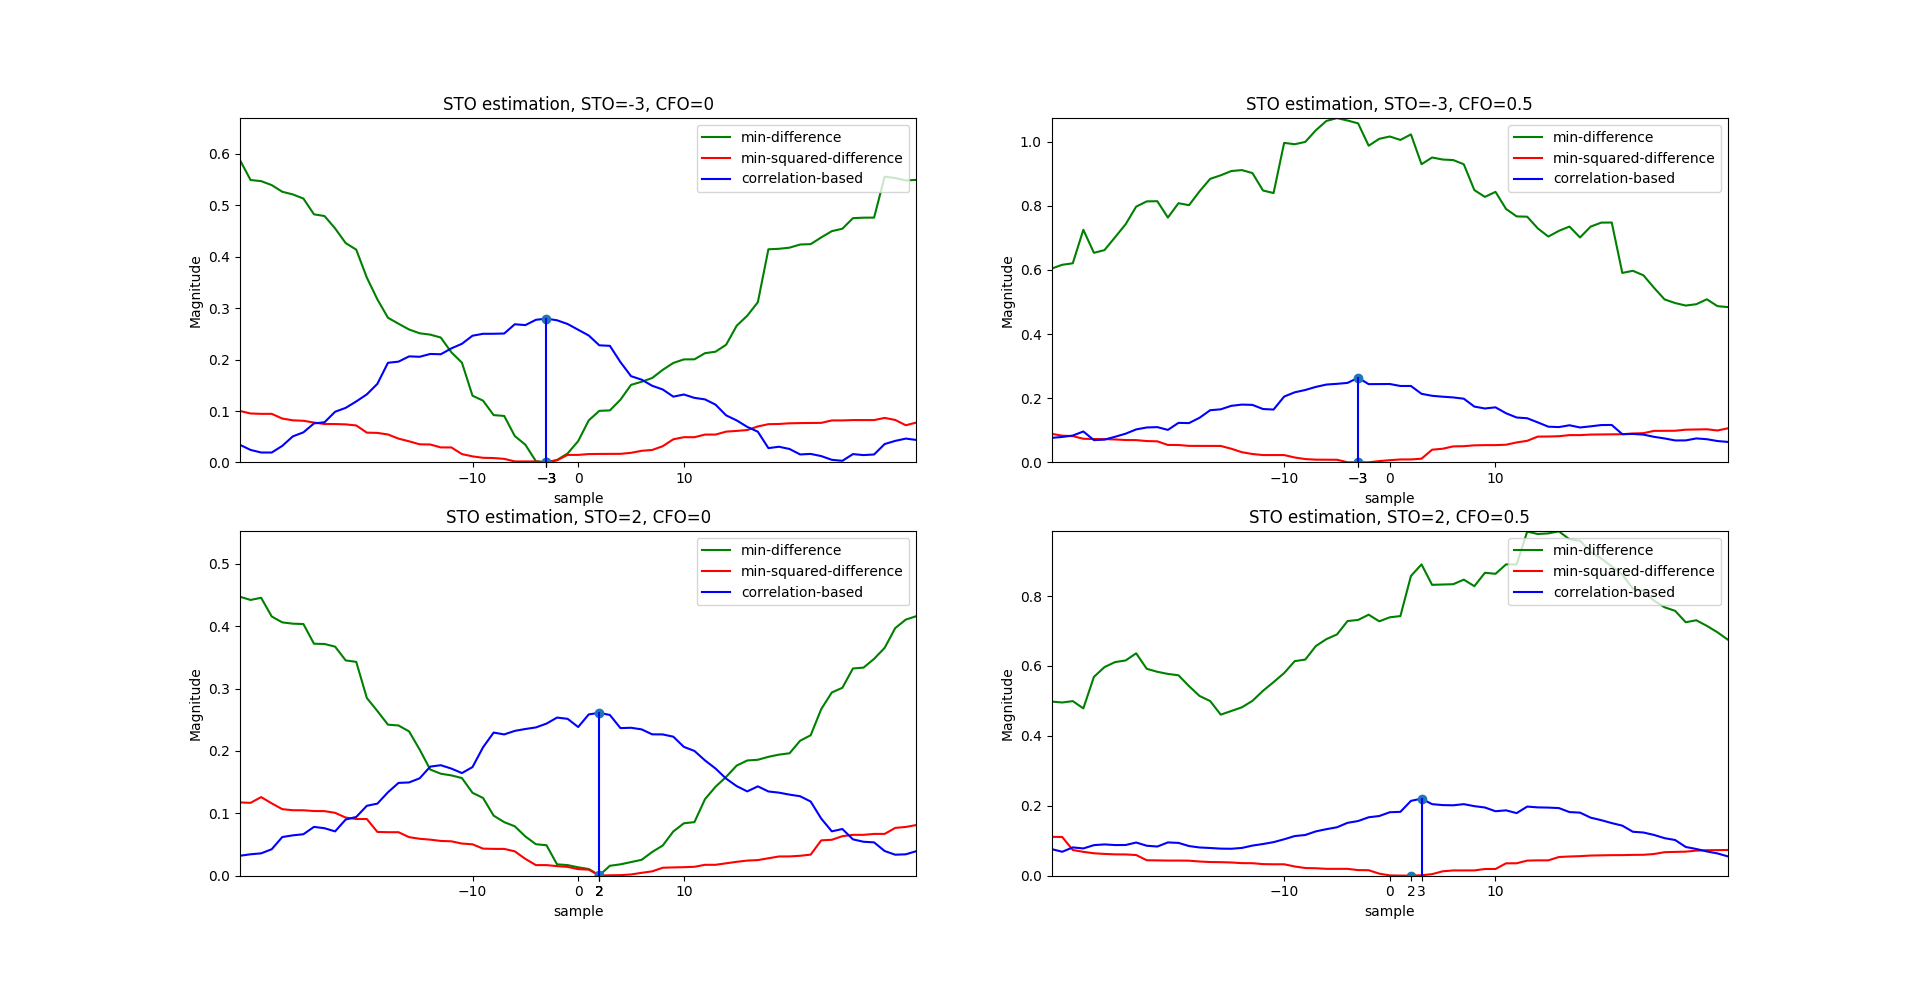 STO estimation, STO=-3, CFO=0
Magnitude
0.6
0.5
0.4
0.3
0.2
0.1
0.0
min-difference
min-squared-difference
correlation-based
−10 −3 0 10
sample
STO estimation, STO=-3, CFO=0.5
Magnitude
1.0
0.8
0.6
0.4
0.2
0.0
min-difference
min-squared-difference
correlation-based
−10 −3 0 10
sample
STO estimation, STO=2, CFO=0
Magnitude
0.5
0.4
0.3
0.2
0.1
0.0
min-difference
min-squared-difference
correlation-based
−10 0 2 10
sample
STO estimation, STO=2, CFO=0.5
Magnitude
0.8
0.6
0.4
0.2
0.0
min-difference
min-squared-difference
correlation-based
−10 0 2 3 10
sample